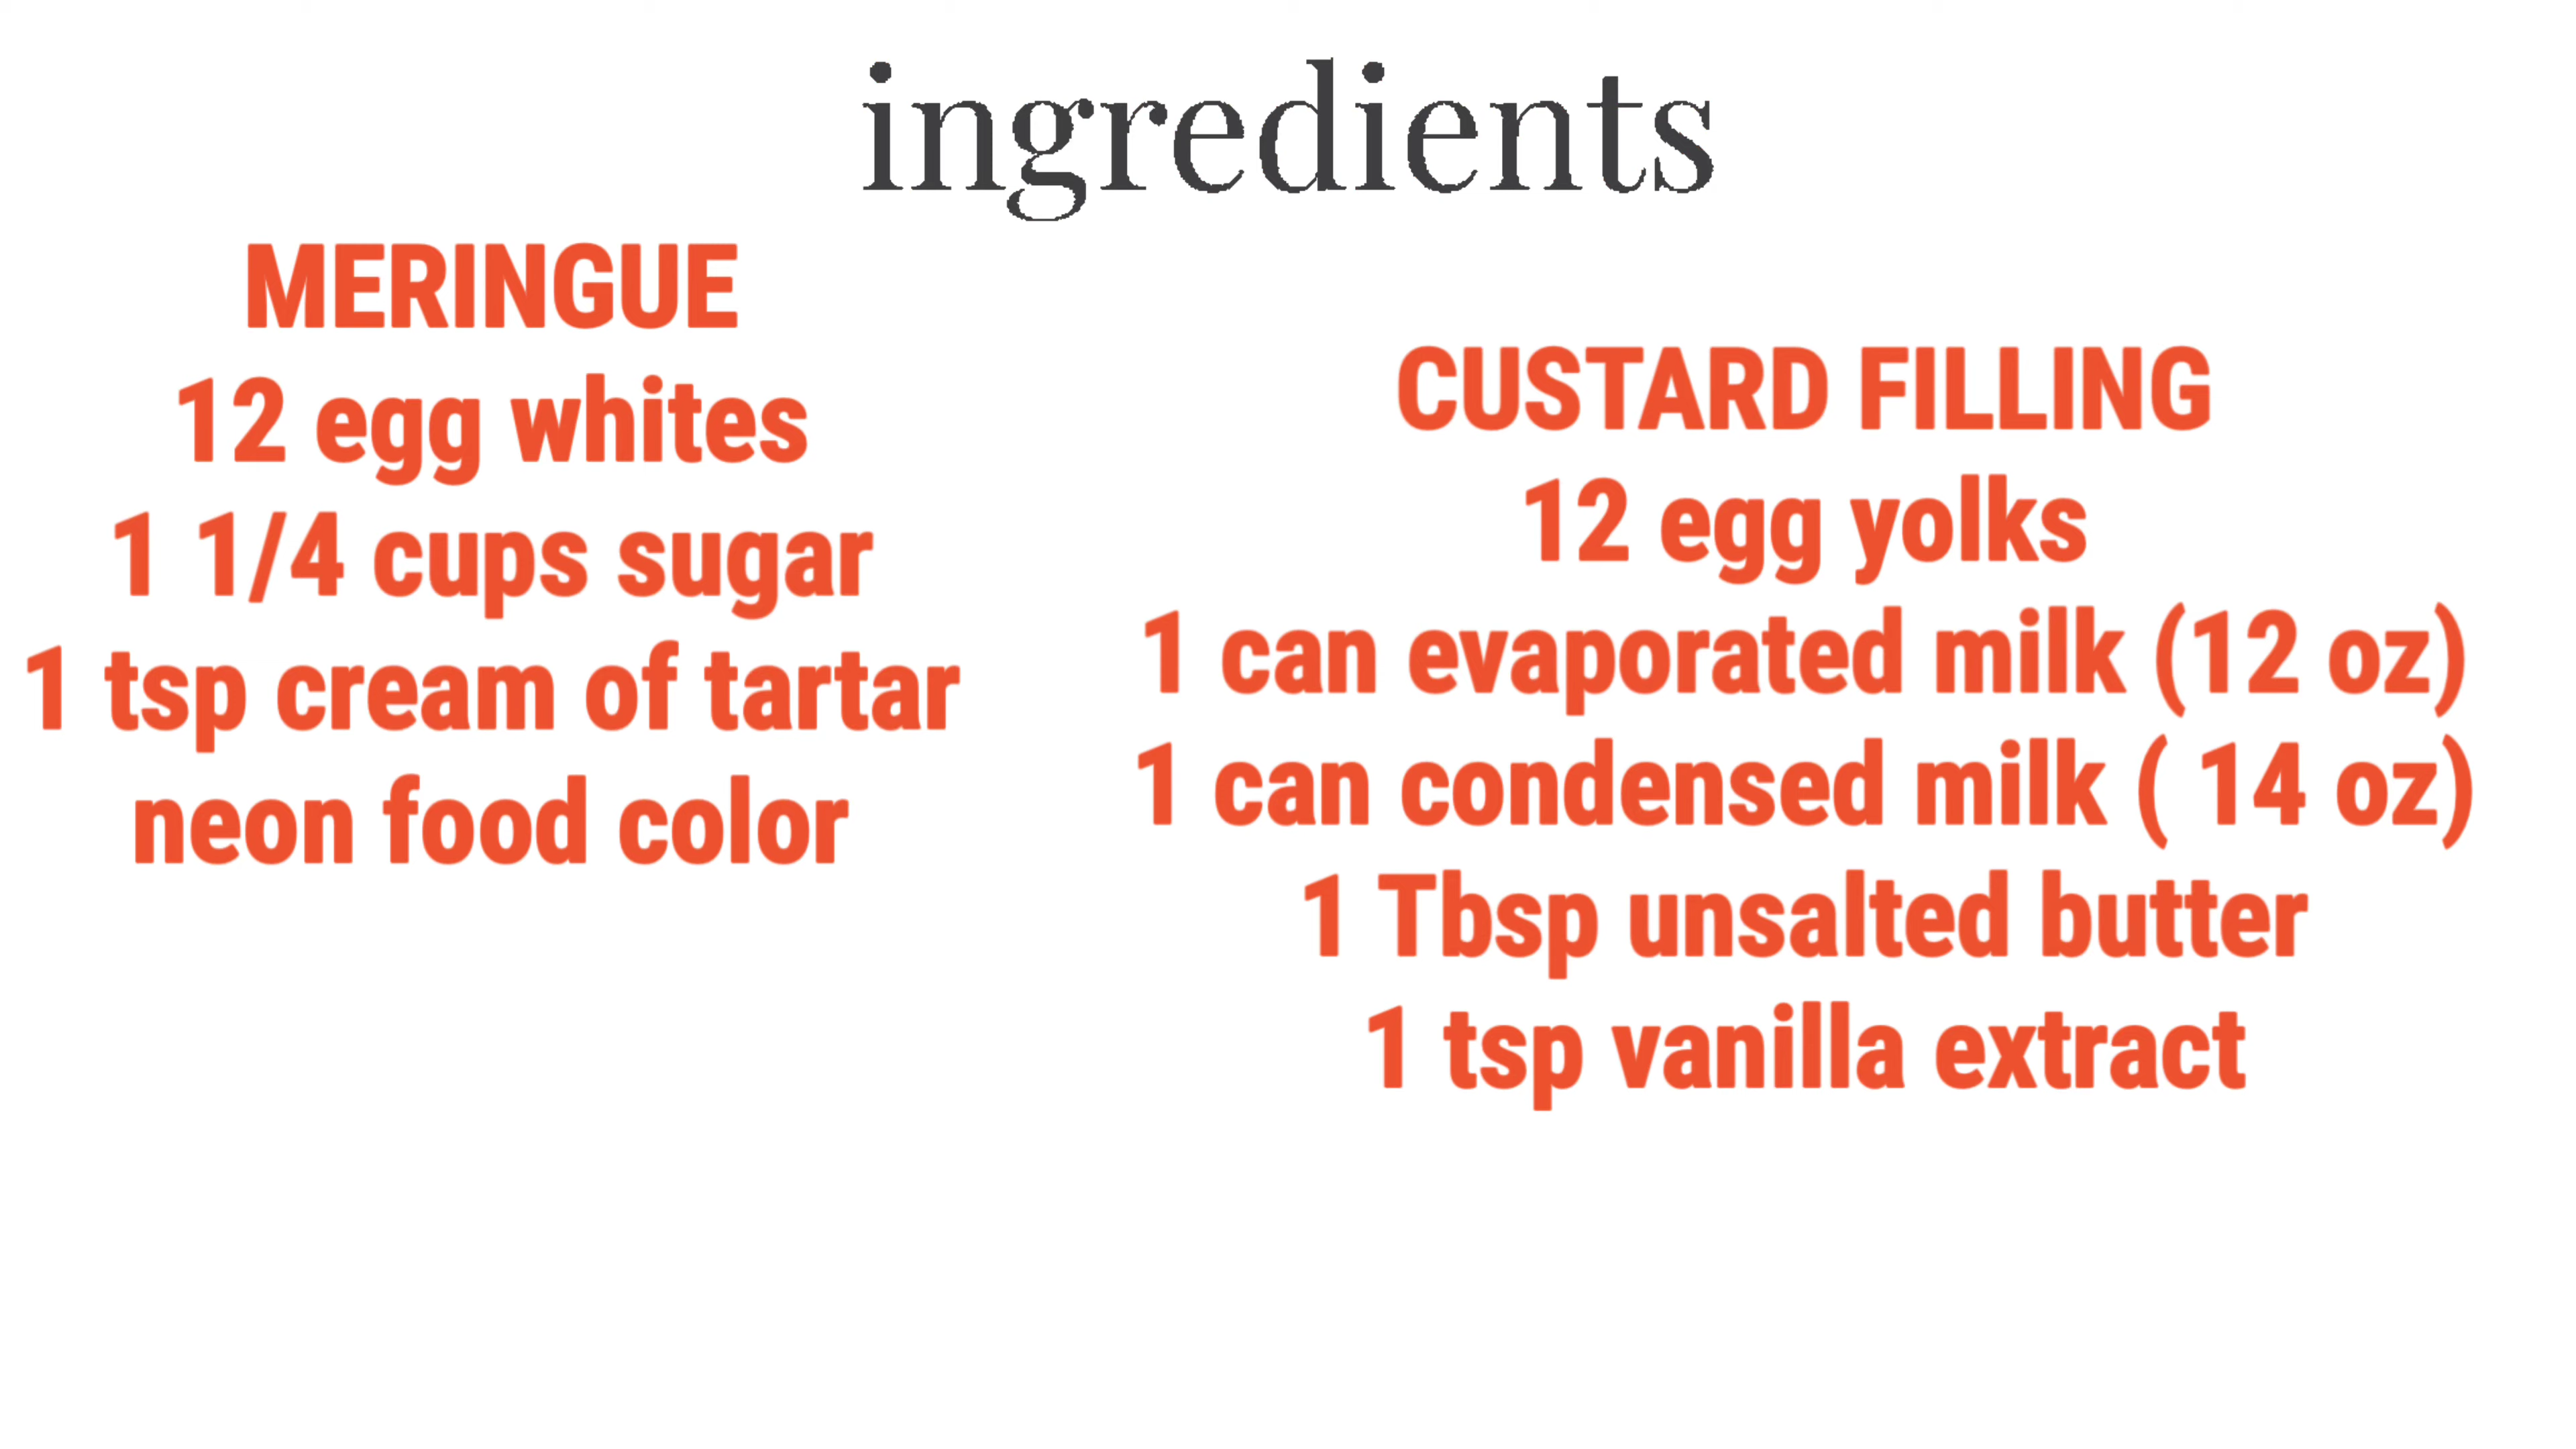 ingredients
MERINGUE
12 egg whites
1 1/4 cups sugar
1 tsp cream of tartar
neon food color
CUSTARD FILLING
12 egg yolks
1 can evaporated milk (12 oz)
1 can condensed milk ( 14 oz)
1 Tbsp unsalted butter
1 tsp vanilla extract